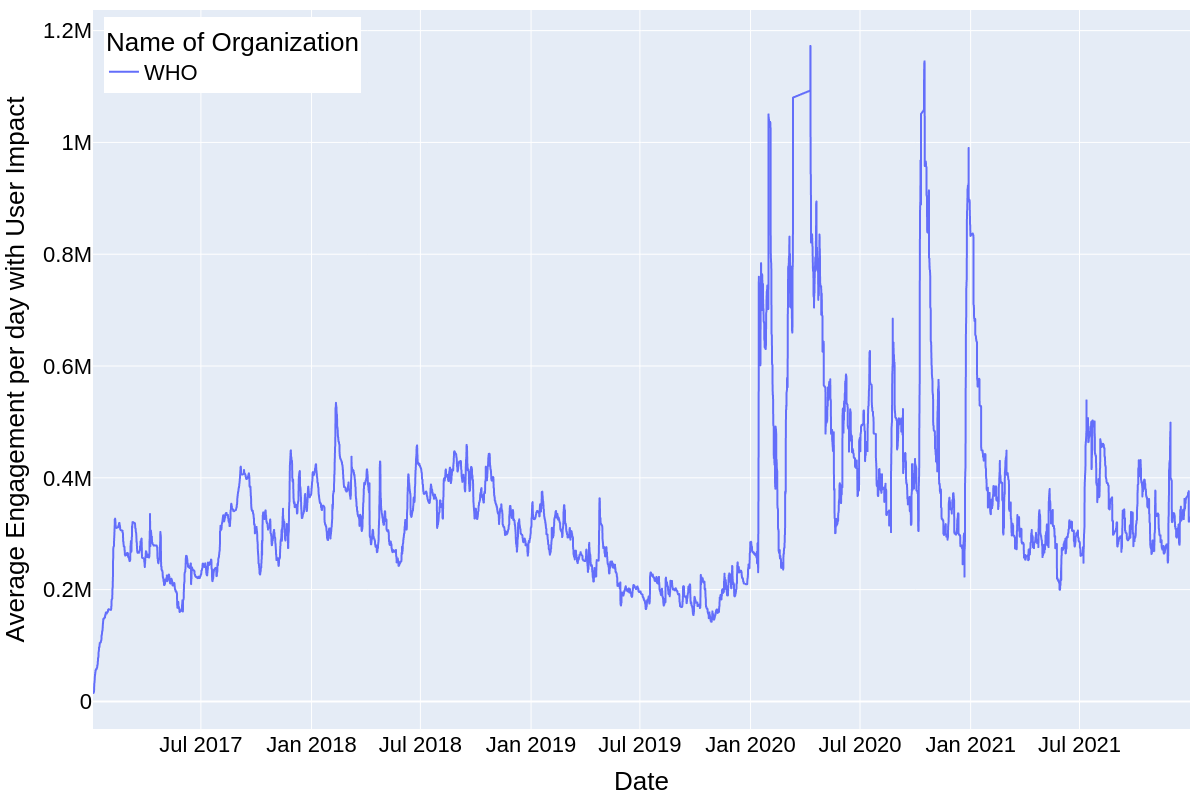 Name of Organization
WHO
Average Engagement per day with User Impact
1.2M
1M
0.8M
0.6M
0.4M
0.2M
0
Jul 2017 Jan 2018 Jul 2018 Jan 2019 Jul 2019 Jan 2020 Jul 2020 Jan 2021 Jul 2021
Date